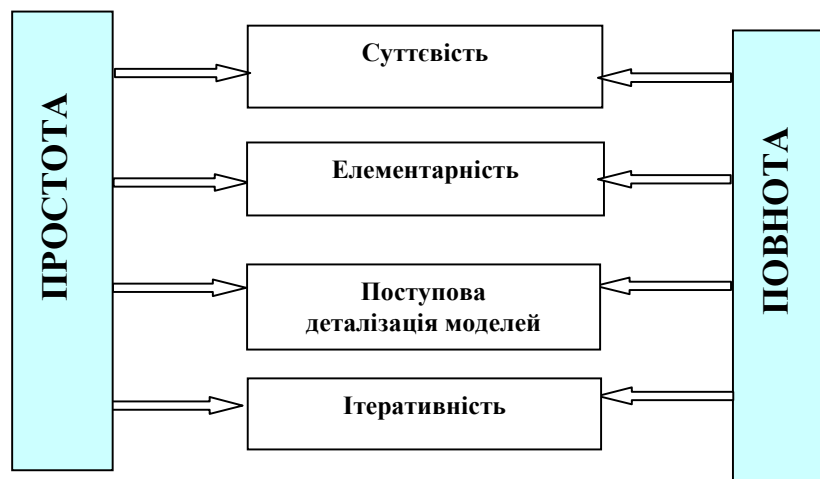 ПРОСТОТА
Суттєвість
Елементарність
Поступова
деталізація моделей
Ітеративність
ПОВНОТА